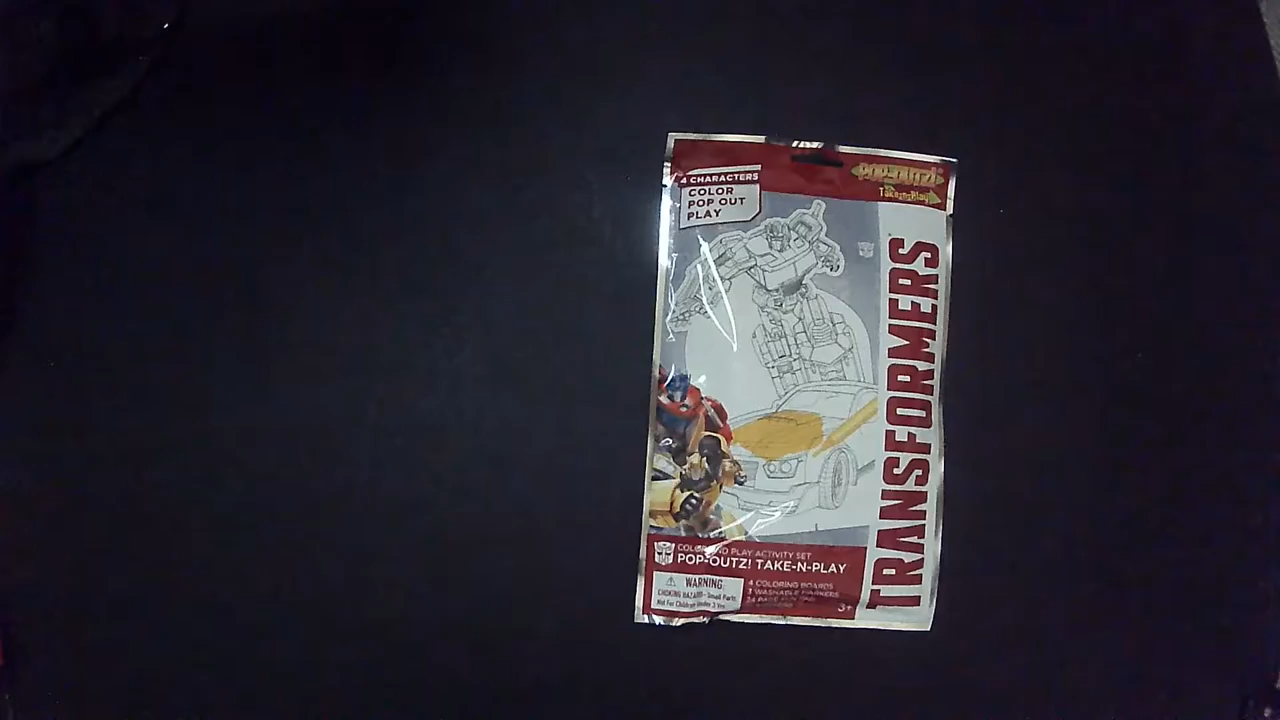 4 CHARACTERS
COLOR
POP OUT
PLAY
POP-OUTZ!
Take-n-Play
TRANSFORMERS
COLOR AND PLAY ACTIVITY SET
POP-OUTZ! TAKE-N-PLAY
WARNING:
CHOKING HAZARD- Small Parts
Not For Children Under 3 Yrs
4 COLORING BOARDS
3 WASHABLE MARKERS
24 PAGE
3+